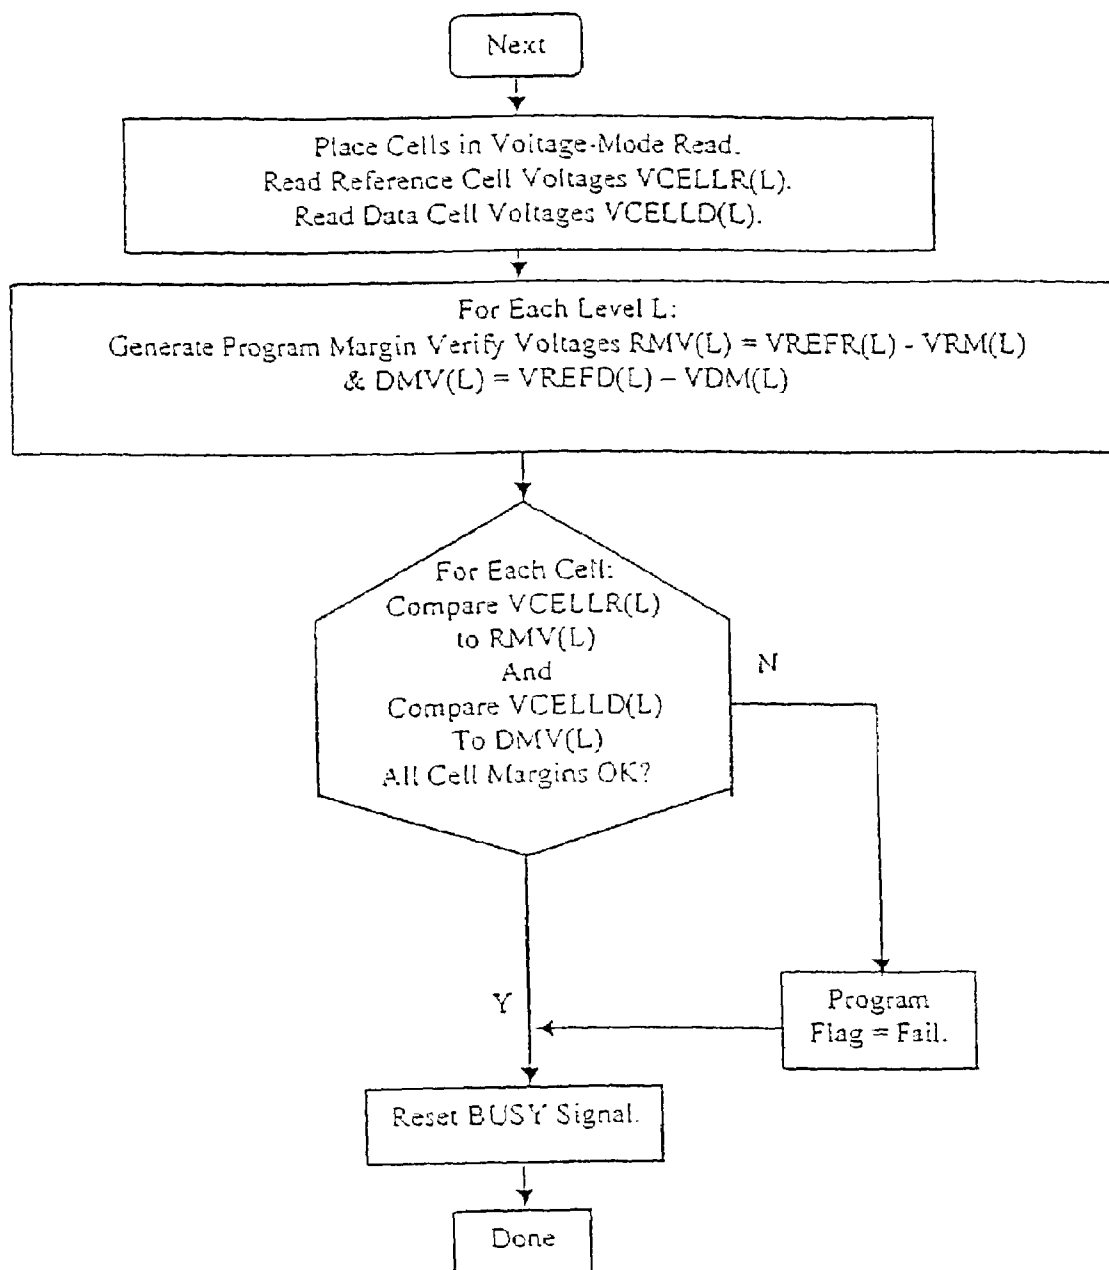 Next
Place Cells in Voltage-Mode Read.
Read Reference Cell Voltages VCELLR(L).
Read Data Cell Voltages VCELLD(L).
For Each Level L:
Generate Program Margin Verify Voltages RMV(L) = VREFR(L) - VRM(L)
& DMV(L) = VREFD(L) – VDM(L)
For Each Cell:
Compare VCELLR(L)
to RMV(L)
And
Compare VCELLD(L)
To DMV(L)
All Cell Margins OK?
N
Y
Program
Flag = Fail.
Reset BUSY Signal.
Done